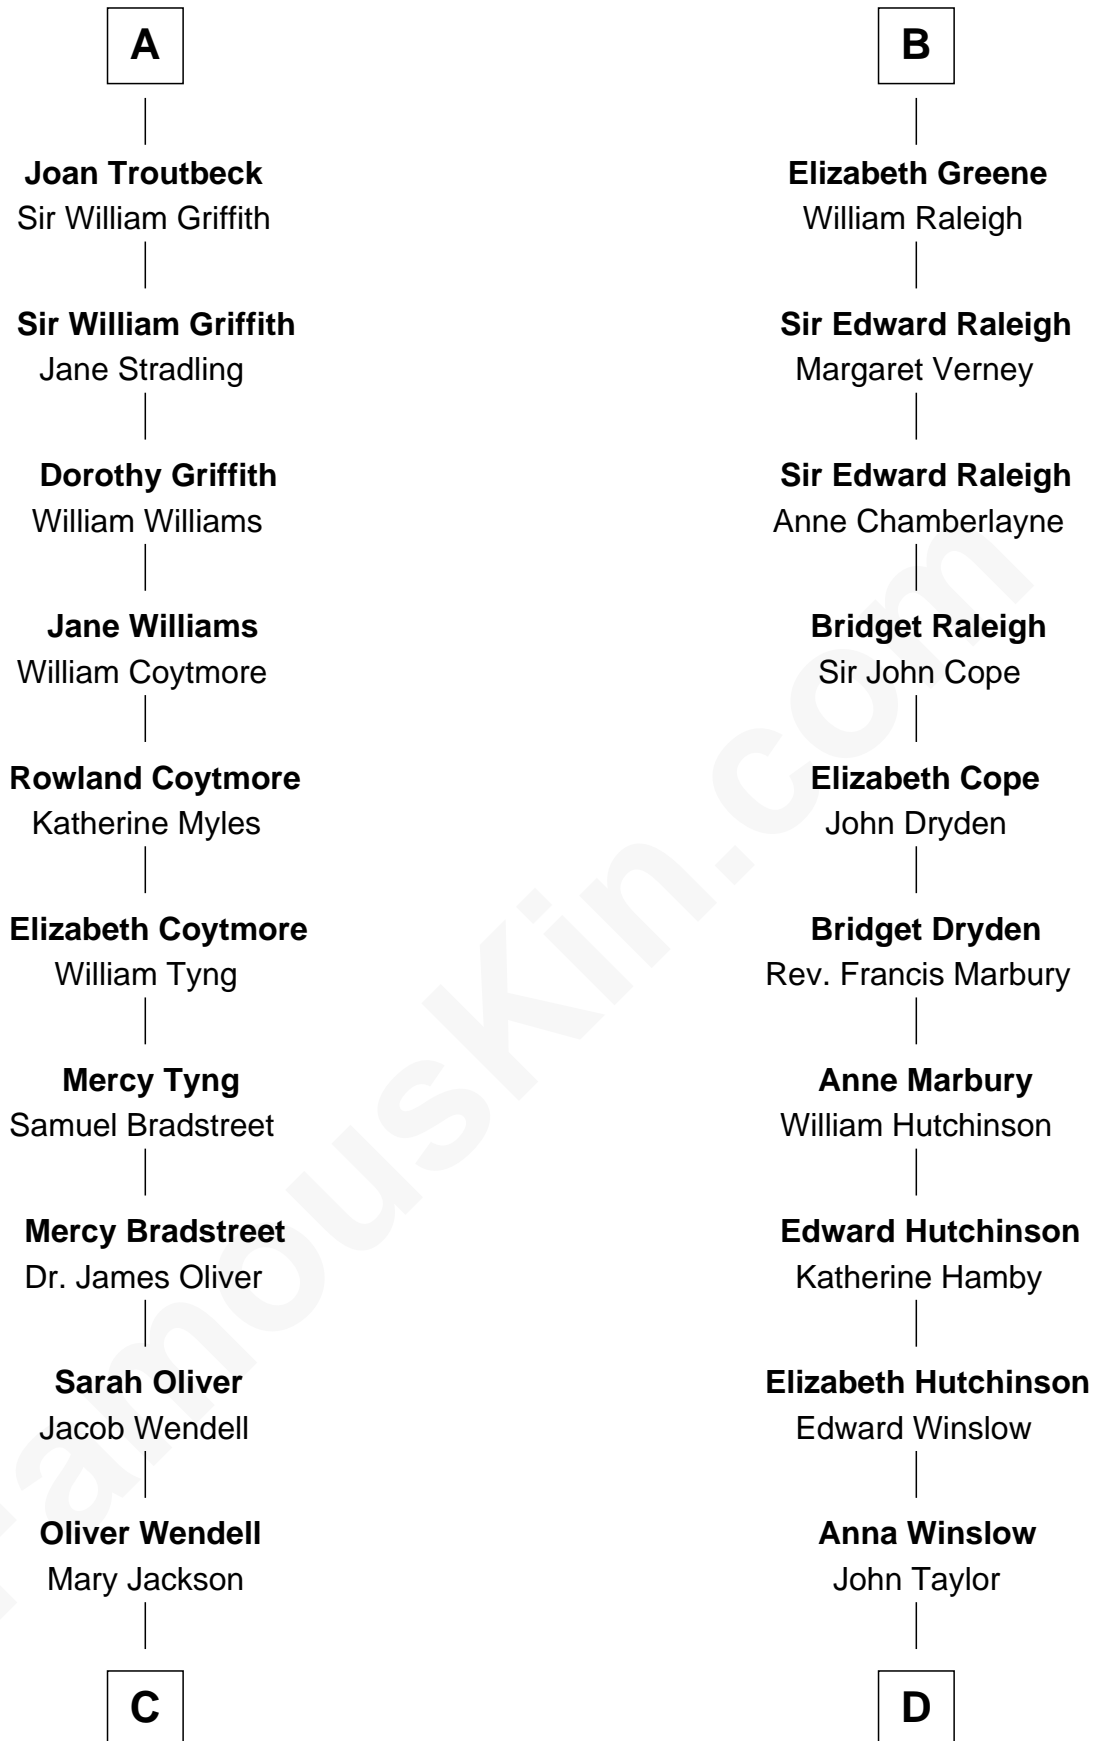 A
Joan Troutbeck
Sir William Griffith
Sir William Griffith
Jane Stradling
Dorothy Griffith
William Williams
Jane Williams
William Coytmore
Rowland Coytmore
Katherine Myles
Elizabeth Coytmore
William Tyng
Mercy Tyng
Samuel Bradstreet
Mercy Bradstreet
Dr. James Oliver
Sarah Oliver
Jacob Wendell
Oliver Wendell
Mary Jackson
C
B
Elizabeth Greene
William Raleigh
Sir Edward Raleigh
Margaret Verney
Sir Edward Raleigh
Anne Chamberlayne
Bridget Raleigh
Sir John Cope
Elizabeth Cope
John Dryden
Bridget Dryden
Rev. Francis Marbury
Anne Marbury
William Hutchinson
Edward Hutchinson
Katherine Hamby
Elizabeth Hutchinson
Edward Winslow
Anna Winslow
John Taylor
D
FamousKin.com